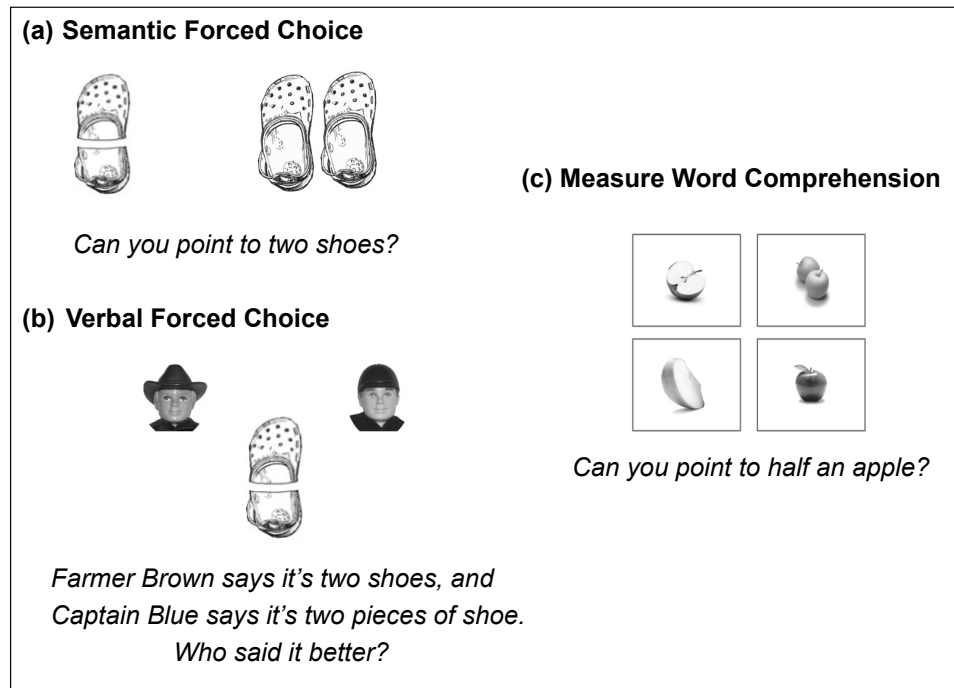 (a) Semantic Forced Choice
Can you point to two shoes?
(b) Verbal Forced Choice
Farmer Brown says it's two shoes, and
Captain Blue says it's two pieces of shoe.
Who said it better?
(c) Measure Word Comprehension
Can you point to half an apple?